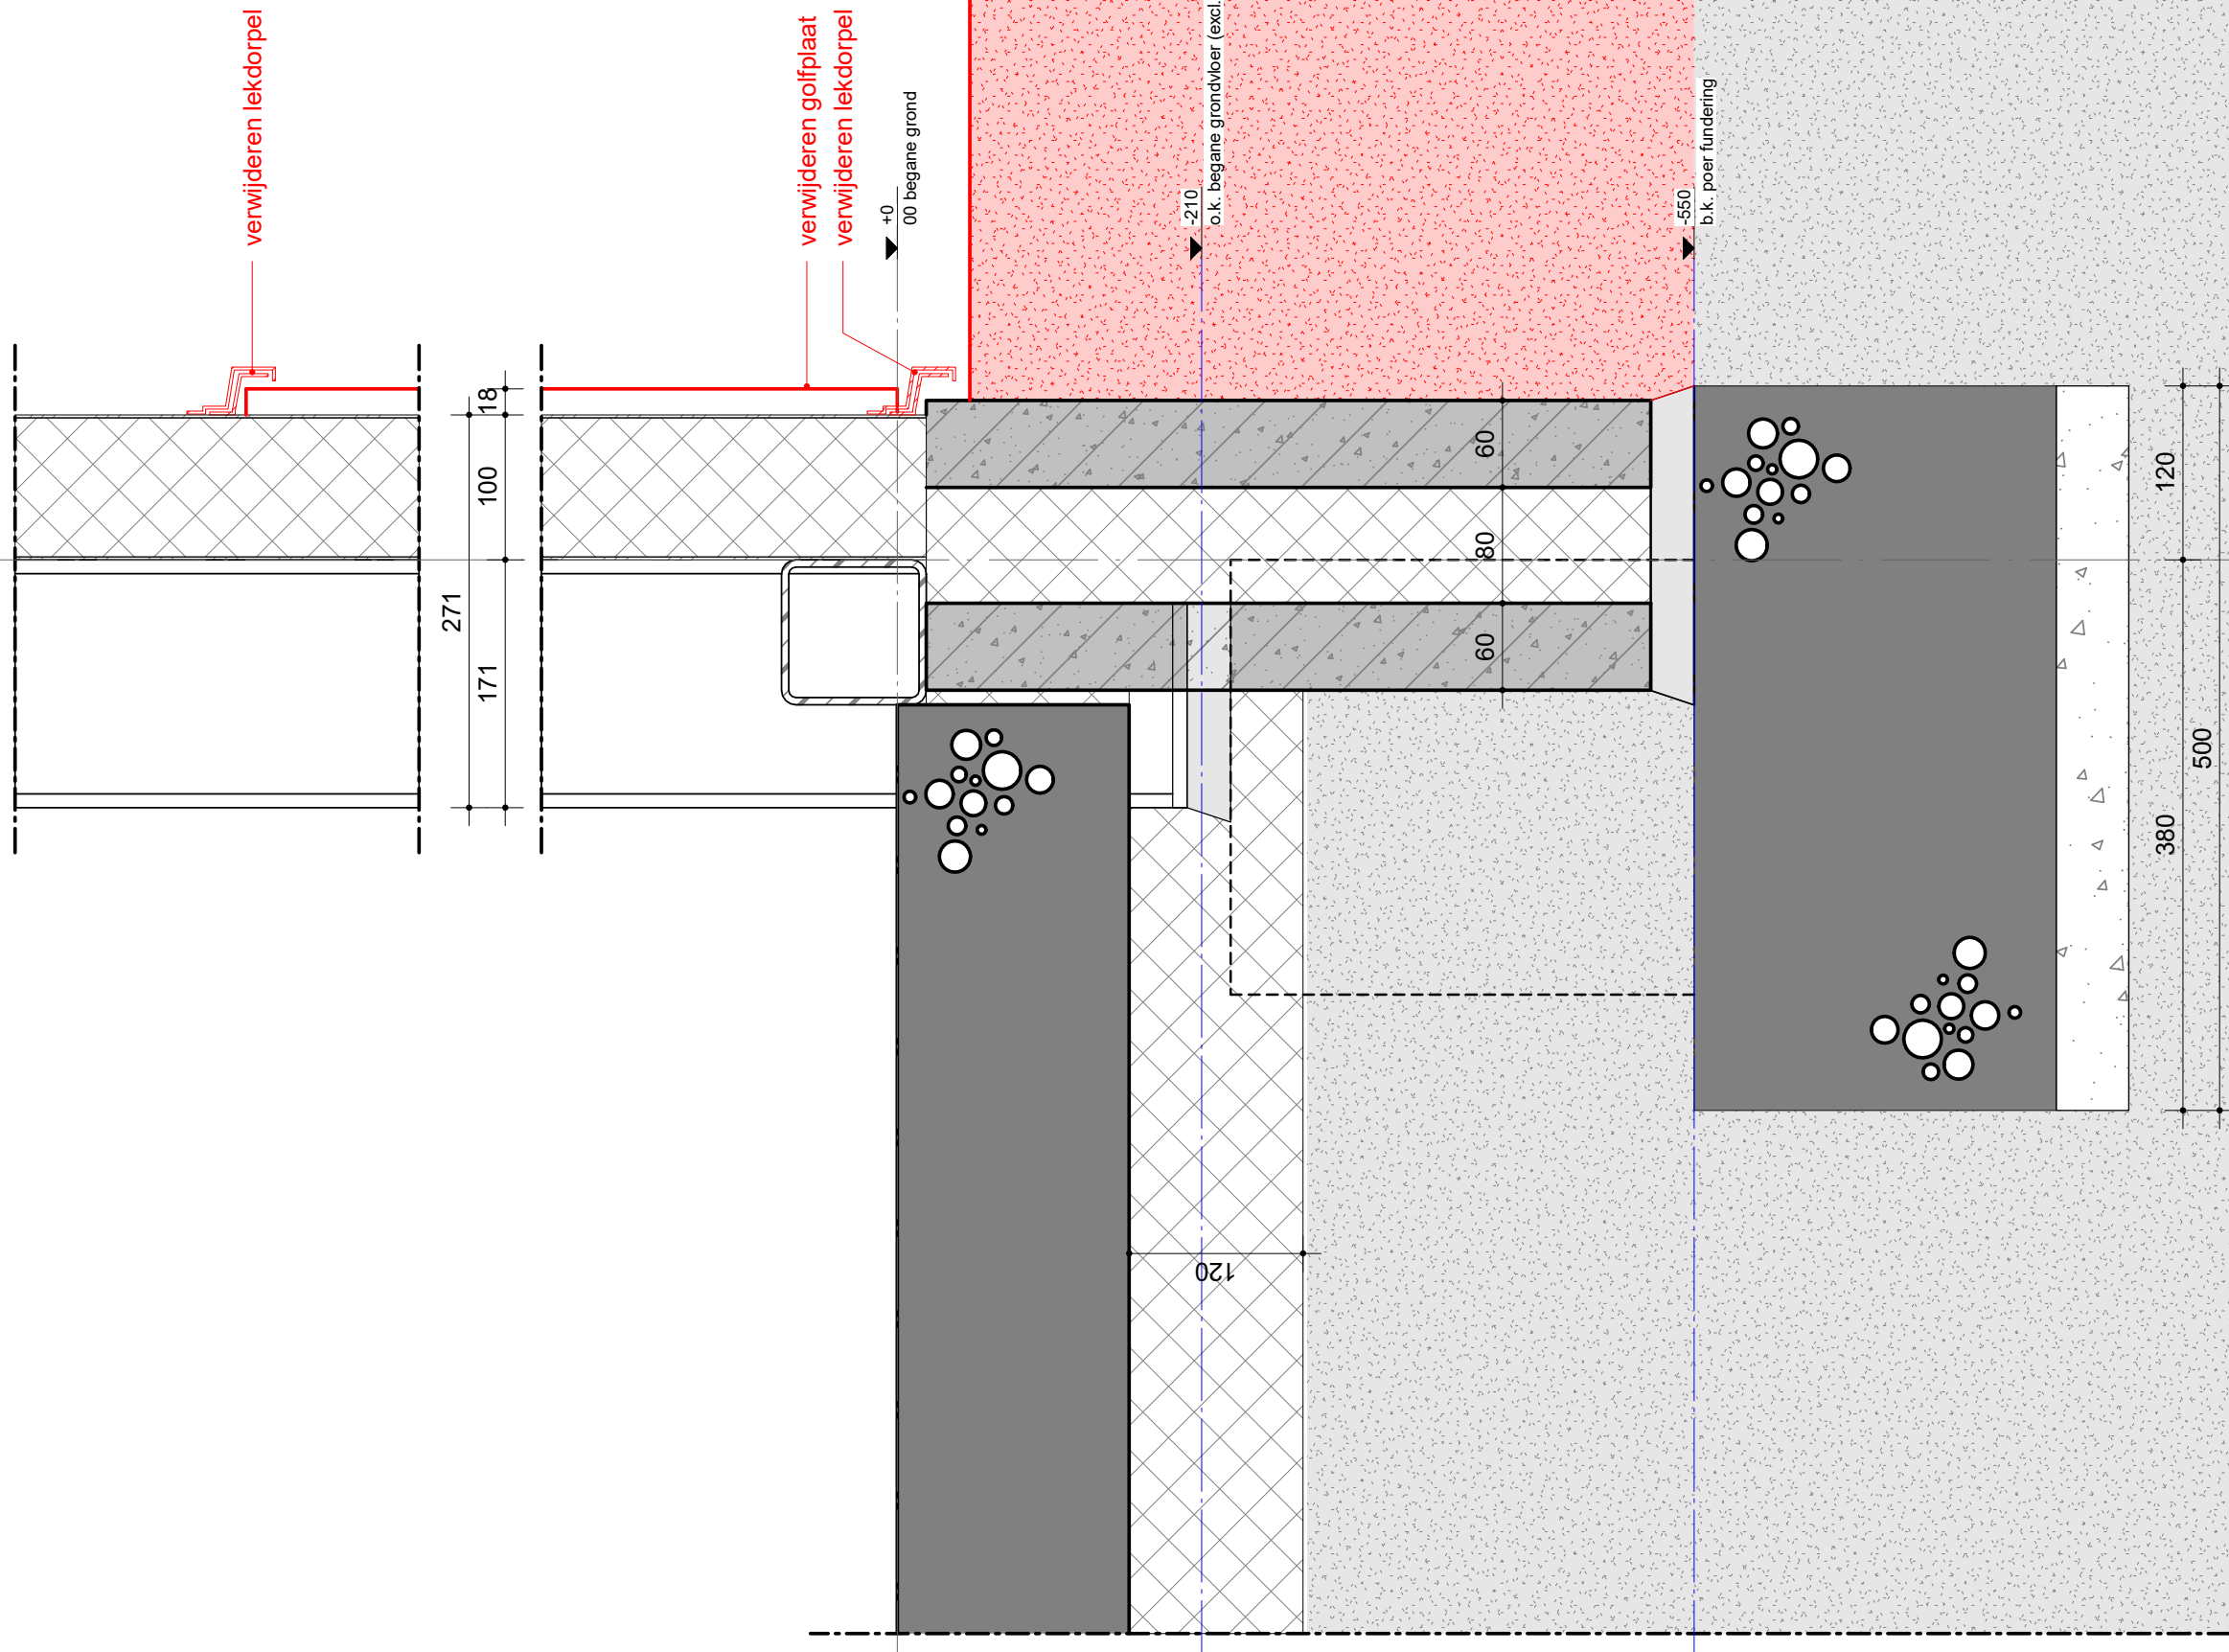 verwijderen lekdorpel
verwijderen golfplaat
verwijderen lekdorpel
+0
00 begane grond
-210
o.k. begane grondvloer (excl.
-550
b.k. poer fundering
18
100
271
171
60
80
60
120
120
380
500